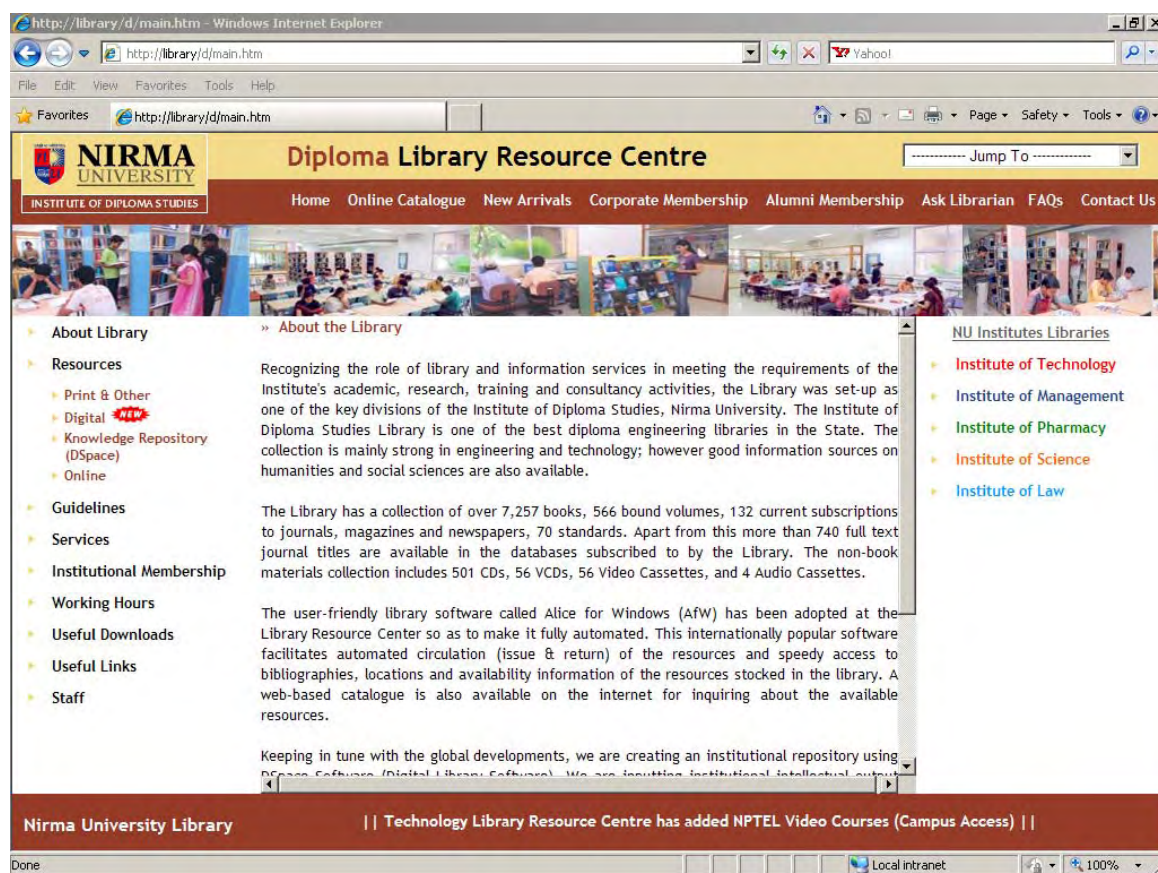 http://library/d/main.htm - Windows Internet Explorer
http://library/d/main.htm
Yahoo!
File Edit View Favorites Tools Help
Favorites http://library/d/main.htm Page Safety Tools
NIRMA
UNIVERSITY
INSTITUTE OF DIPLOMA STUDIES
Diploma Library Resource Centre
------------ Jump To ------------
Home Online Catalogue New Arrivals Corporate Membership Alumni Membership Ask Librarian FAQs Contact Us
About Library
Resources
Print & Other
Digital NEW
Knowledge Repository
(DSpace)
Online
Guidelines
Services
Institutional Membership
Working Hours
Useful Downloads
Useful Links
Staff
» About the Library
Recognizing the role of library and information services in meeting the requirements of the
Institute's academic, research, training and consultancy activities, the Library was set-up as
one of the key divisions of the Institute of Diploma Studies, Nirma University. The Institute of
Diploma Studies Library is one of the best diploma engineering libraries in the State. The
collection is mainly strong in engineering and technology; however good information sources on
humanities and social sciences are also available.
The Library has a collection of over 7,257 books, 566 bound volumes, 132 current subscriptions
to journals, magazines and newspapers, 70 standards. Apart from this more than 740 full text
journal titles are available in the databases subscribed to by the Library. The non-book
materials collection includes 501 CDs, 56 VCDs, 56 Video Cassettes, and 4 Audio Cassettes.
The user-friendly library software called Alice for Windows (AfW) has been adopted at the
Library Resource Center so as to make it fully automated. This internationally popular software
facilitates automated circulation (issue & return) of the resources and speedy access to
bibliographies, locations and availability information of the resources stocked in the library. A
web-based catalogue is also available on the internet for inquiring about the available
resources.
Keeping in tune with the global developments, we are creating an institutional repository using
DSpace Software (Digital Library Software). We are inputting institutional intellectual output
NU Institutes Libraries
Institute of Technology
Institute of Management
Institute of Pharmacy
Institute of Science
Institute of Law
Nirma University Library
|| Technology Library Resource Centre has added NPTEL Video Courses (Campus Access) ||
Done Local intranet 100%